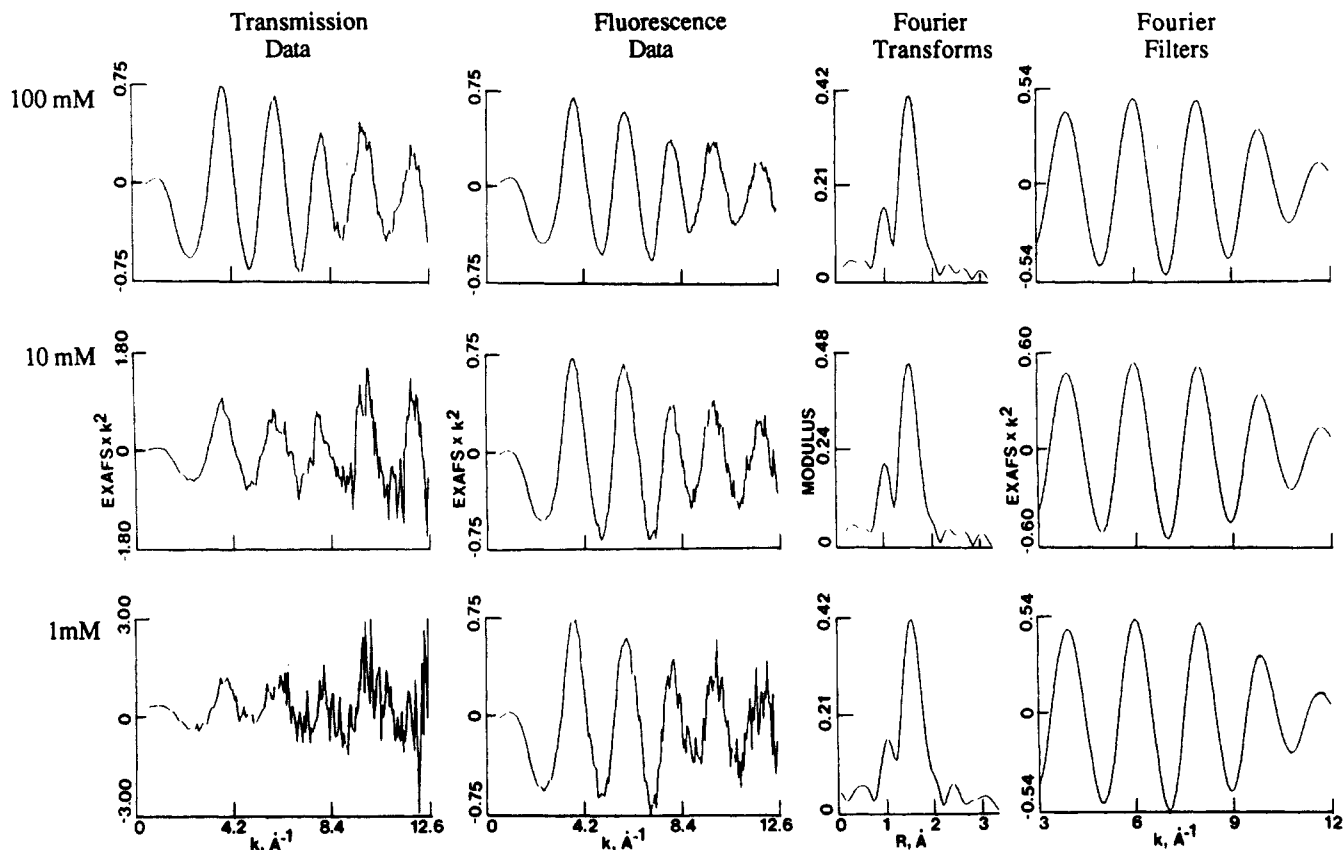 Transmission Data
Fluorescence Data
Fourier Transforms
Fourier Filters
100 mM
0.75
0
-0.75
0.75
0
-0.75
0.42
0.21
0
0.54
0
-0.54
10 mM
EXAFS x k²
1.80
0
-1.80
EXAFS x k²
0.75
0
-0.75
MODULUS
0.48
0.24
0
EXAFS x k²
0.60
0
-0.60
1mM
3.00
0
-3.00
0.75
0
-0.75
0.42
0.21
0
0.54
0
-0.54
0 4.2 8.4 12.6
k, Å⁻¹
0 4.2 8.4 12.6
k, Å⁻¹
0 1 2 3
R, Å
3 6 9 12
k, Å⁻¹